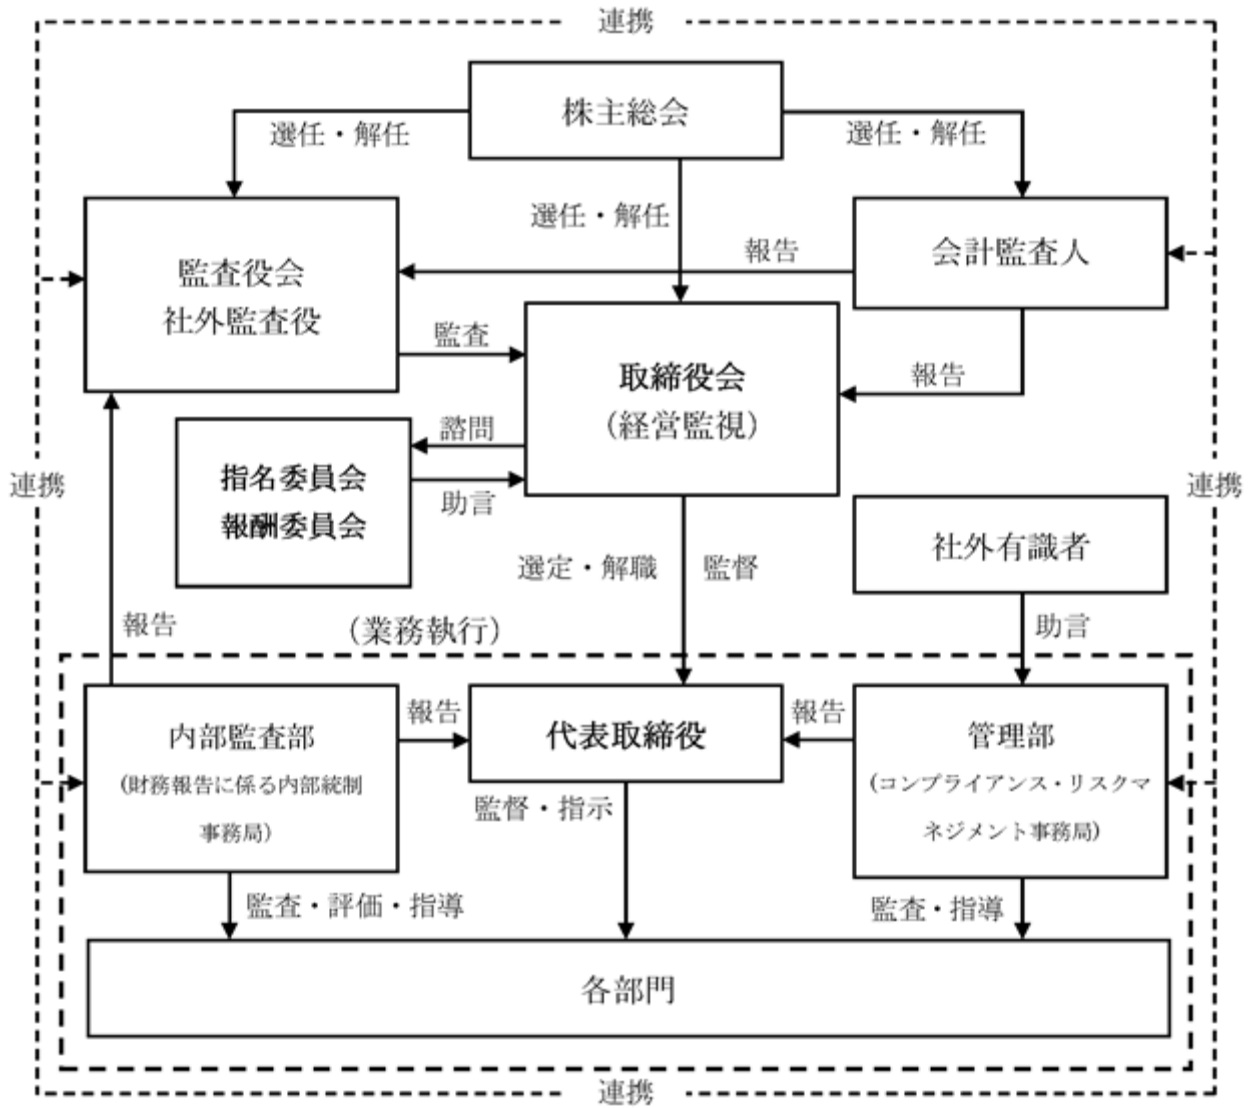 連携
株主総会
選任・解任
選任・解任
選任・解任
監査役会
社外監査役
報告
会計監査人
監査
取締役会
（経営監視）
報告
諮問
指名委員会
報酬委員会
助言
連携
連携
社外有識者
選定・解職
監督
報告
（業務執行）
助言
内部監査部
(財務報告に係る内部統制
事務局)
報告
代表取締役
報告
管理部
(コンプライアンス・リスクマ
ネジメント事務局)
監督・指示
監査・評価・指導
監査・指導
各部門
連携